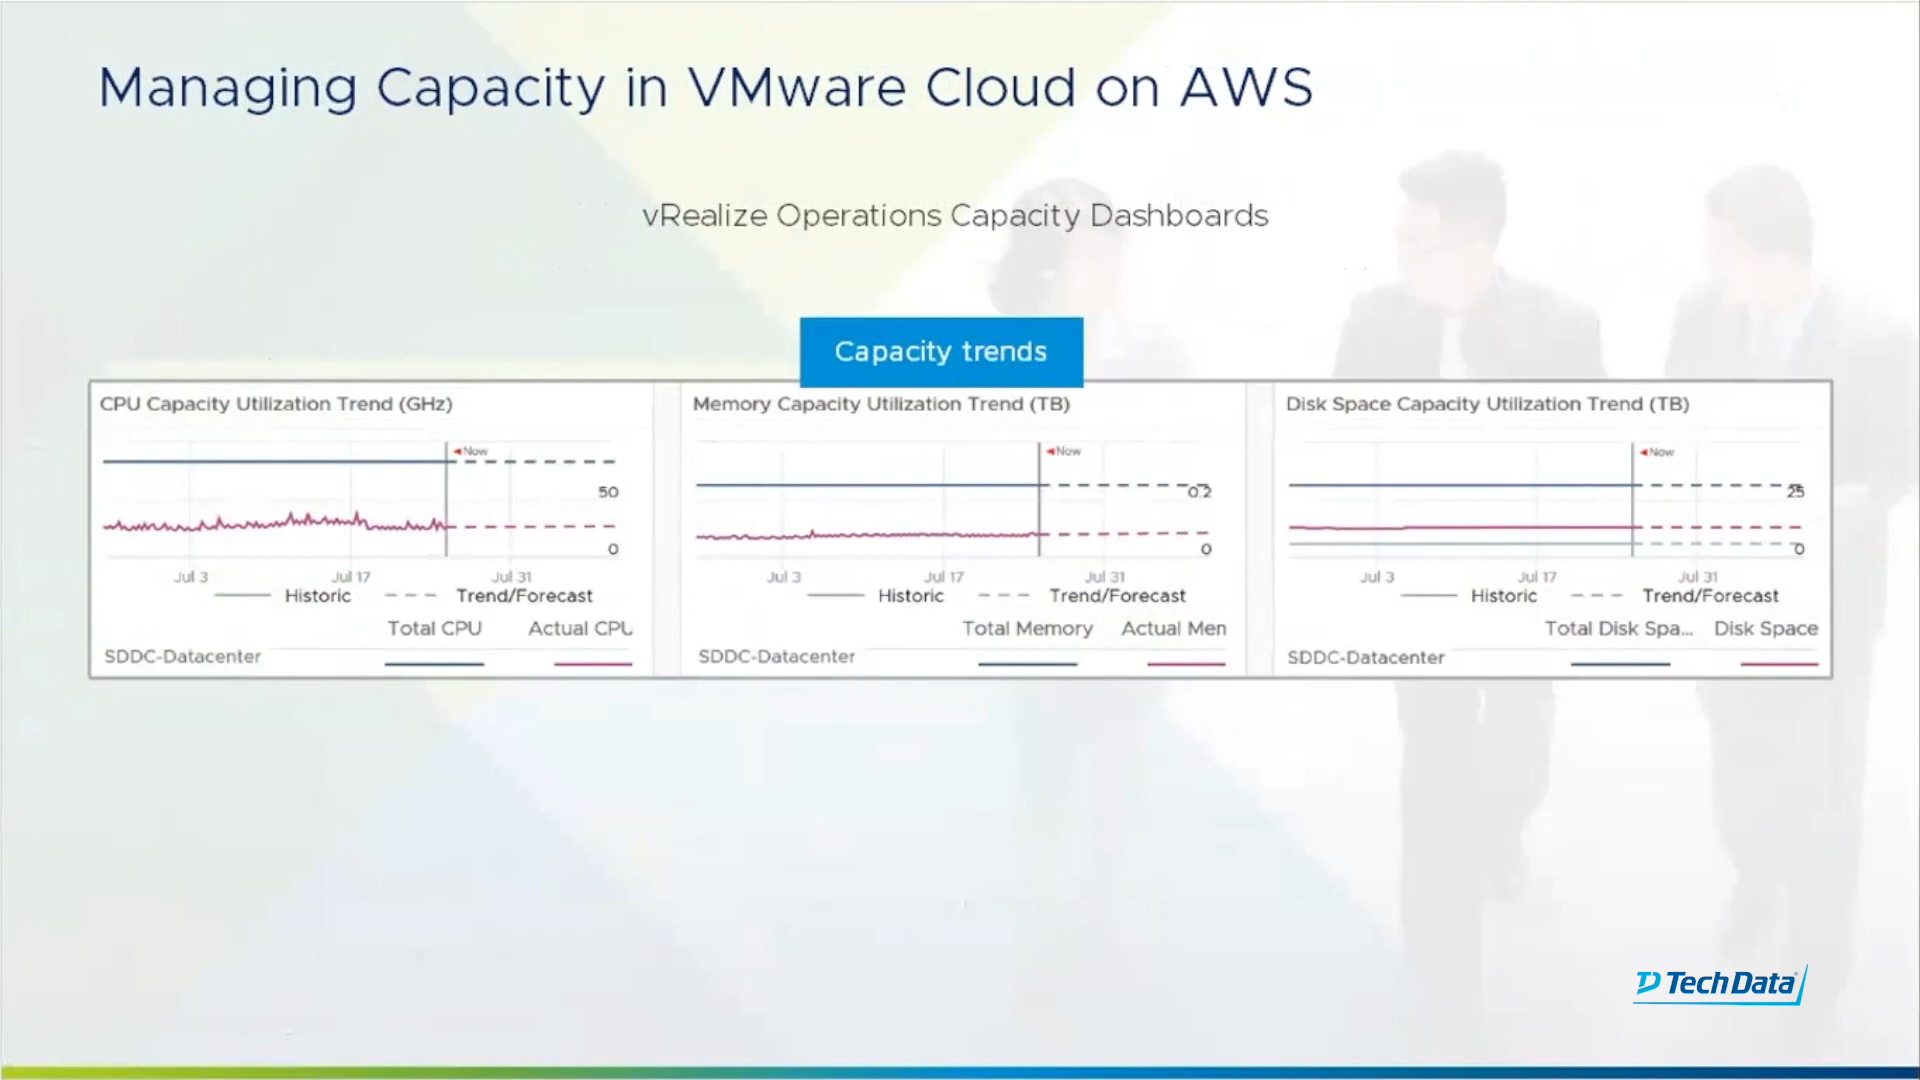 Managing Capacity in VMware Cloud on AWS
vRealize Operations Capacity Dashboards
Capacity trends
CPU Capacity Utilization Trend (GHz)
Now
50
0
Jul 3 Jul 17 Jul 31
Historic Trend/Forecast
Total CPU Actual CPU
SDDC-Datacenter
Memory Capacity Utilization Trend (TB)
Now
0.2
0
Jul 3 Jul 17 Jul 31
Historic Trend/Forecast
Total Memory Actual Men
SDDC-Datacenter
Disk Space Capacity Utilization Trend (TB)
Now
25
0
Jul 3 Jul 17 Jul 31
Historic Trend/Forecast
Total Disk Spa... Disk Space
SDDC-Datacenter
Tech Data